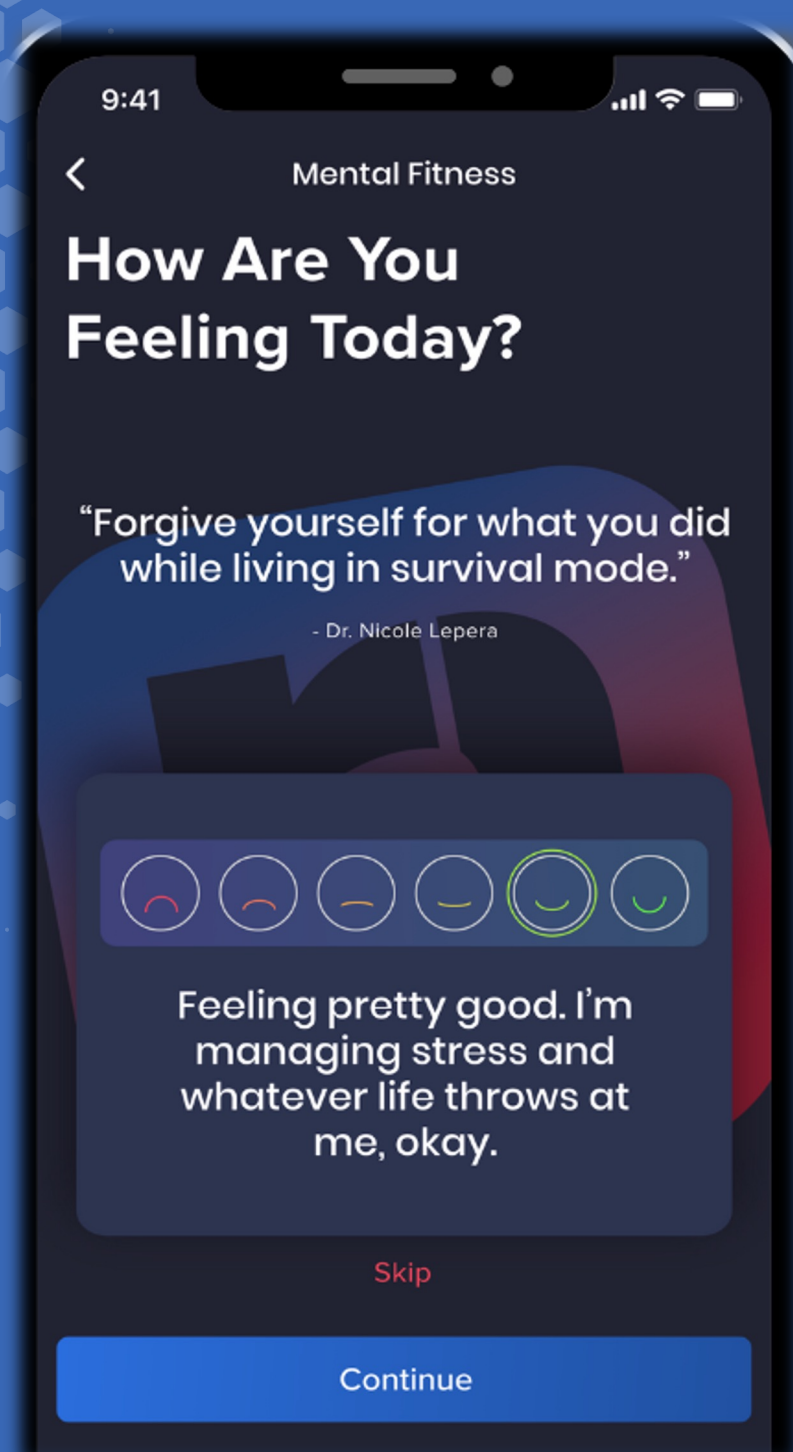 9:41
Mental Fitness
How Are You
Feeling Today?
“Forgive yourself for what you did
while living in survival mode.”
- Dr. Nicole Lepera
Feeling pretty good. I’m
managing stress and
whatever life throws at
me, okay.
Skip
Continue